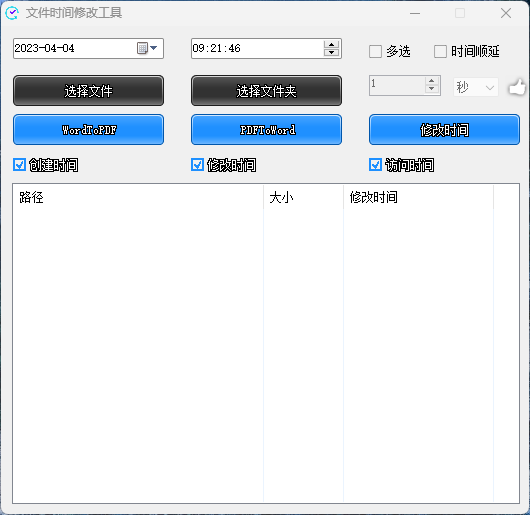 文件时间修改工具
2023-04-04 09:21:46 多选 时间顺延
选择文件 选择文件夹 1 秒
WordToPDF PDFToWord 修改时间
创建时间 修改时间 访问时间
路径 大小 修改时间